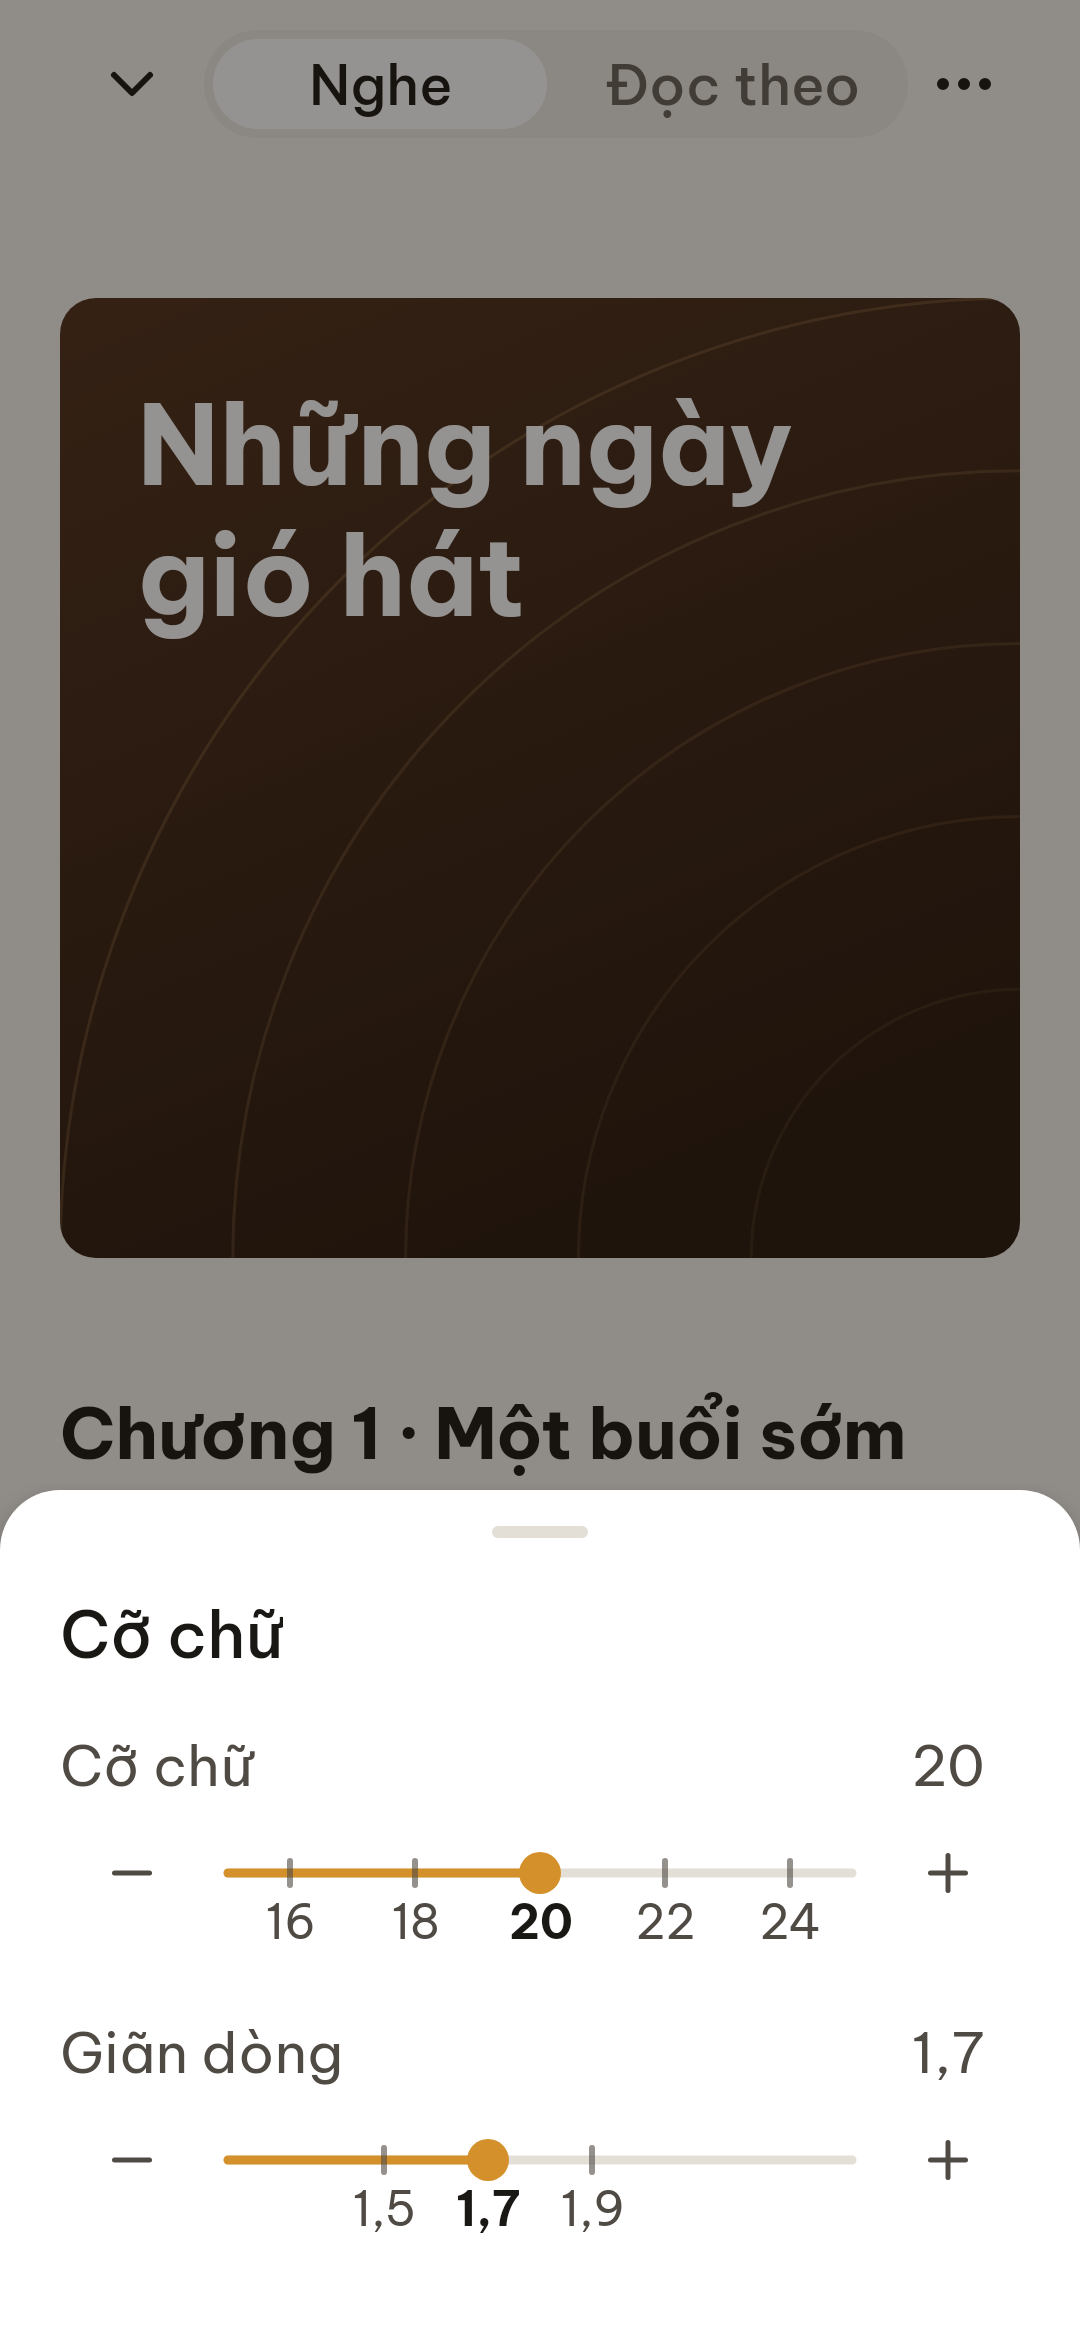 Nghe
Đọc theo
Những ngày
gió hát
Chương 1 · Một buổi sớm
Cỡ chữ
Cỡ chữ
20
16
18
20
22
24
Giãn dòng
1,7
1,5
1,7
1,9